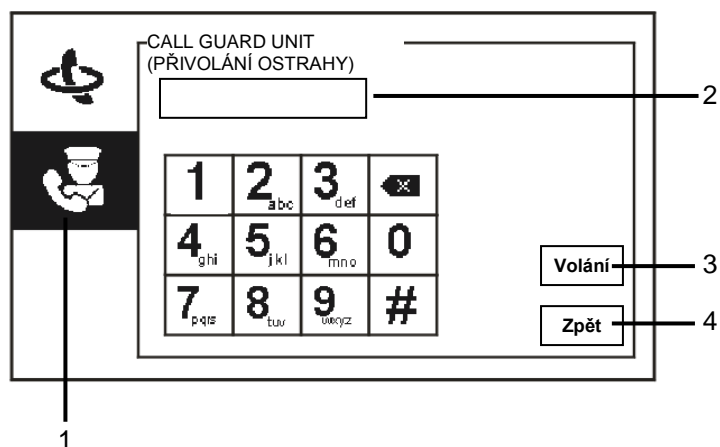 CALL GUARD UNIT
(PŘIVOLÁNÍ OSTRAHY)
2
1 2abc 3def
4ghi 5jkl 6mno 0
Volání 3
7pqrs 8tuv 9wxyz #
Zpět 4
1